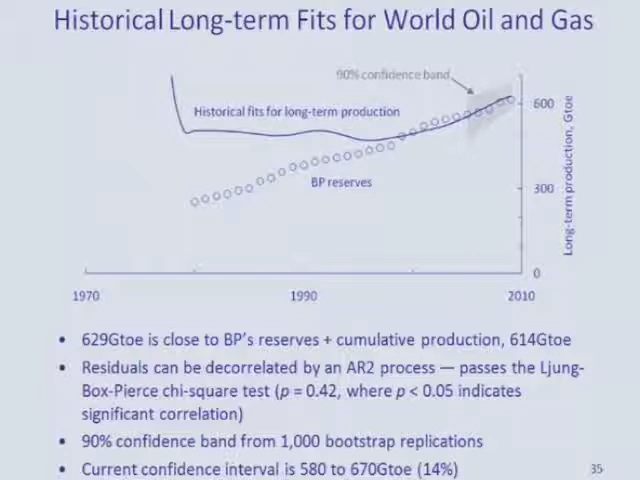 Historical Long-term Fits for World Oil and Gas
90% confidence band
Historical fits for long-term production
BP reserves
600
300
0
Long-term production, Gtoe
1970
1990
2010
• 629Gtoe is close to BP's reserves + cumulative production, 614Gtoe
• Residuals can be decorrelated by an AR2 process — passes the Ljung-
Box-Pierce chi-square test (p = 0.42, where p < 0.05 indicates
significant correlation)
• 90% confidence band from 1,000 bootstrap replications
• Current confidence interval is 580 to 670Gtoe (14%)
35